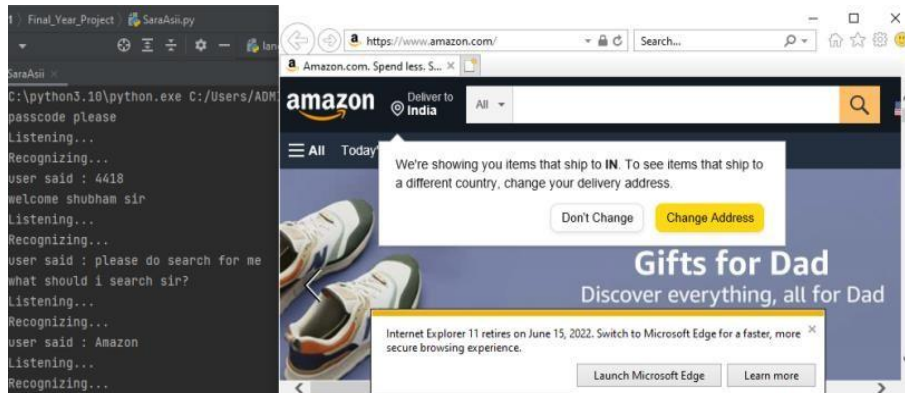 1 〉 Final_Year_Project 〉 SaraAsii.py
lan
SaraAsii ×
C:\python3.10\python.exe C:/Users/ADM
passcode please
Listening...
Recognizing...
user said : 4418
welcome shubham sir
Listening...
Recognizing...
user said : please do search for me
what should i search sir?
Listening...
Recognizing...
user said : Amazon
Listening...
Recognizing...
https://www.amazon.com/
Search...
Amazon.com. Spend less. S...
amazon
Deliver to
India
All
All Today'
We're showing you items that ship to IN. To see items that ship to
a different country, change your delivery address.
Don't Change Change Address
Gifts for Dad
Discover everything, all for Dad
Internet Explorer 11 retires on June 15, 2022. Switch to Microsoft Edge for a faster, more
secure browsing experience.
Launch Microsoft Edge Learn more